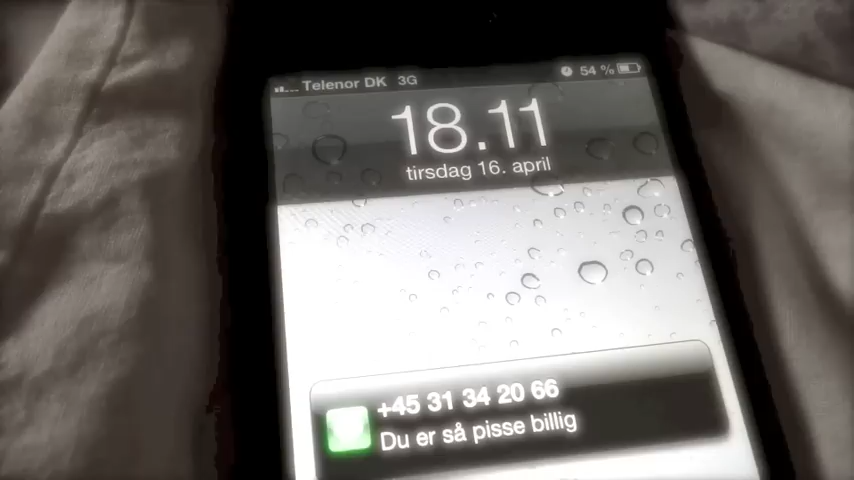 Telenor DK 3G 54 %
18.11
tirsdag 16. april
+45 31 34 20 66
Du er så pisse billig